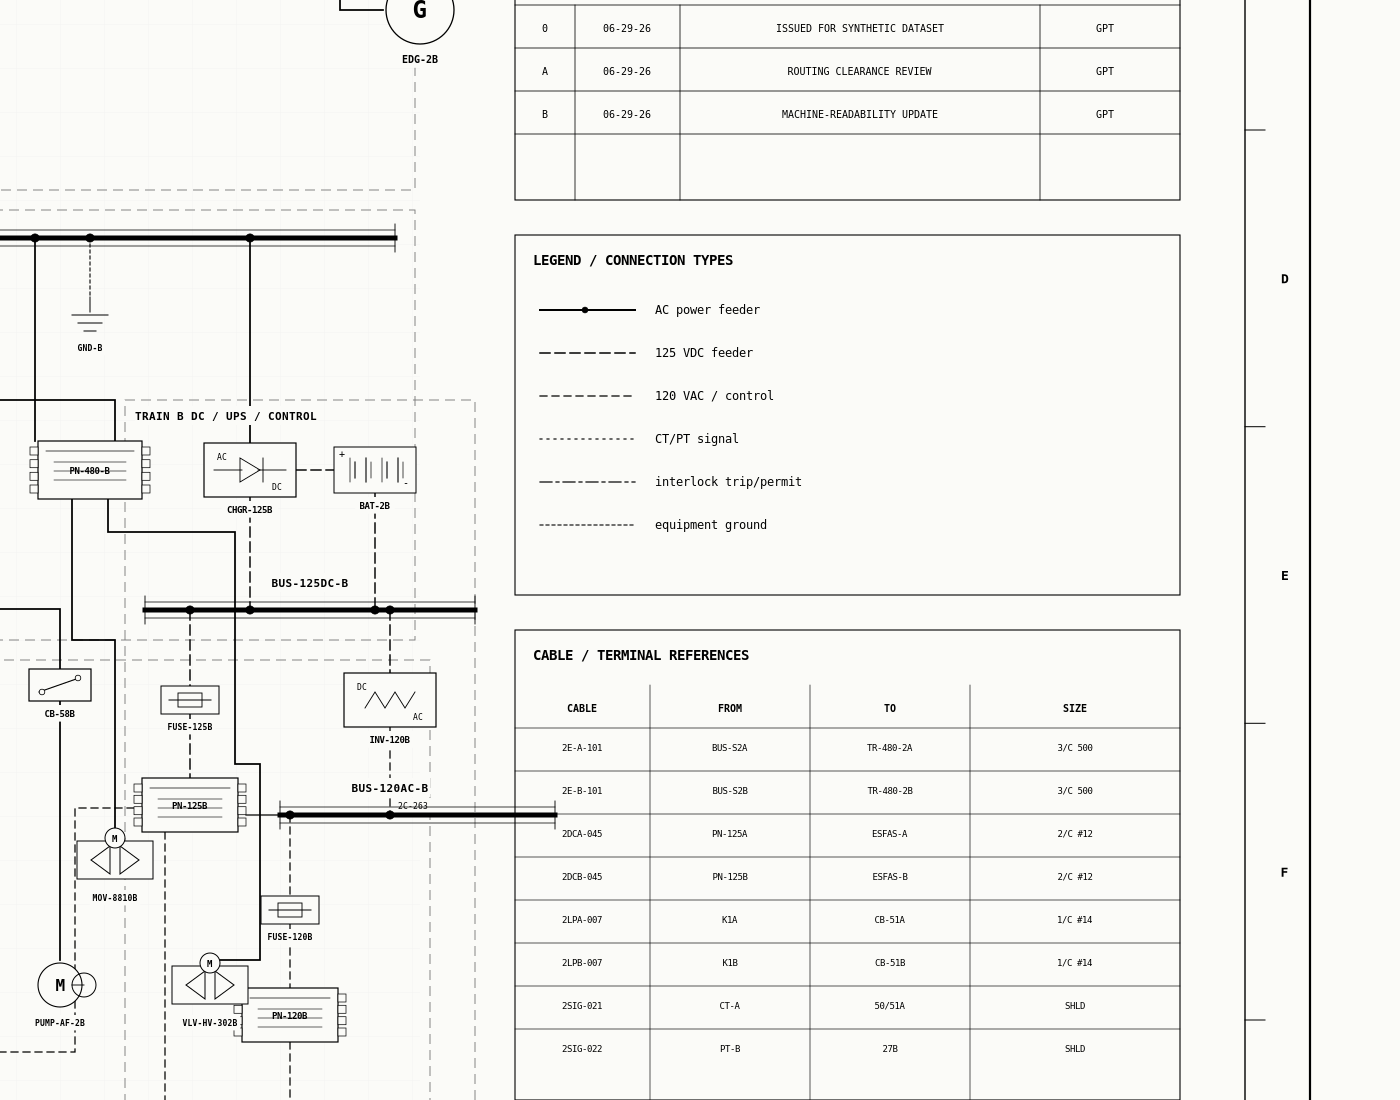 G
EDG-2B
0 06-29-26 ISSUED FOR SYNTHETIC DATASET GPT
A 06-29-26 ROUTING CLEARANCE REVIEW GPT
B 06-29-26 MACHINE-READABILITY UPDATE GPT
GND-B
TRAIN B DC / UPS / CONTROL
PN-480-B
AC
DC
CHGR-125B
+
-
BAT-2B
BUS-125DC-B
CB-58B
FUSE-125B
DC
AC
INV-120B
PN-125B
BUS-120AC-B
2C-263
M
MOV-8810B
FUSE-120B
M
PUMP-AF-2B
M
VLV-HV-302B
PN-120B
LEGEND / CONNECTION TYPES
AC power feeder
125 VDC feeder
120 VAC / control
CT/PT signal
interlock trip/permit
equipment ground
CABLE / TERMINAL REFERENCES
CABLE FROM TO SIZE
2E-A-101 BUS-S2A TR-480-2A 3/C 500
2E-B-101 BUS-S2B TR-480-2B 3/C 500
2DCA-045 PN-125A ESFAS-A 2/C #12
2DCB-045 PN-125B ESFAS-B 2/C #12
2LPA-007 K1A CB-51A 1/C #14
2LPB-007 K1B CB-51B 1/C #14
2SIG-021 CT-A 50/51A SHLD
2SIG-022 PT-B 27B SHLD
D
E
F